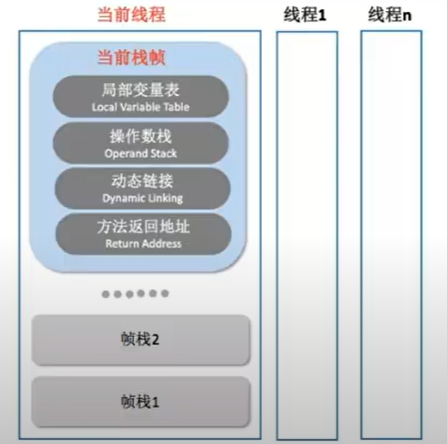 当前线程
线程1
线程n
当前栈帧
局部变量表
Local Variable Table
操作数栈
Operand Stack
动态链接
Dynamic Linking
方法返回地址
Return Address
帧栈2
帧栈1